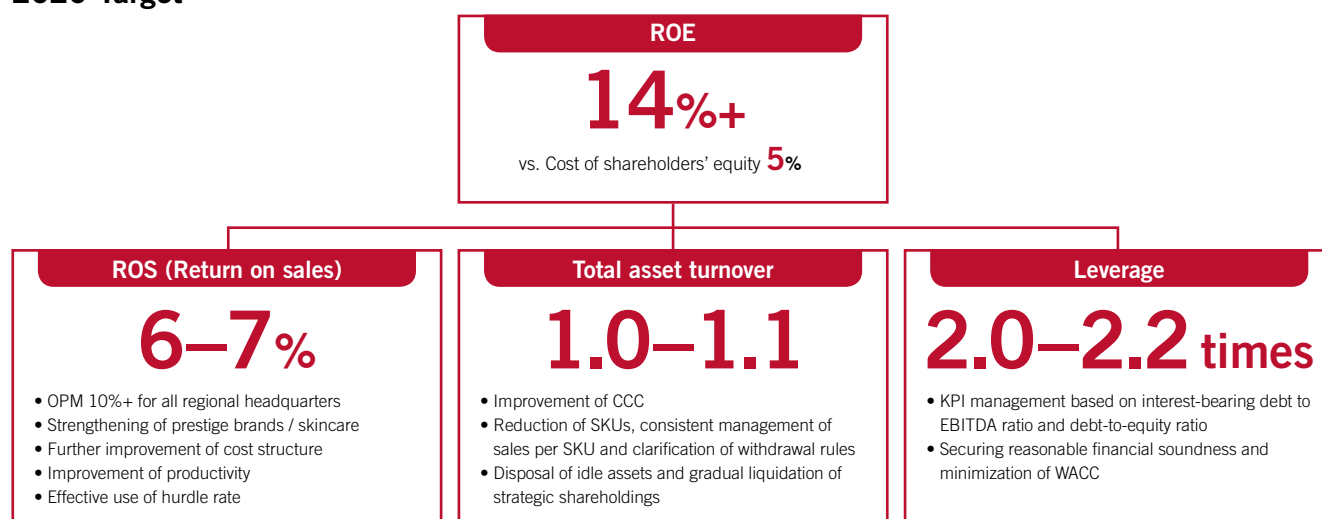 ROE
14%+
vs. Cost of shareholders' equity 5%
ROS (Return on sales)
6–7%
• OPM 10%+ for all regional headquarters
• Strengthening of prestige brands / skincare
• Further improvement of cost structure
• Improvement of productivity
• Effective use of hurdle rate
Total asset turnover
1.0–1.1
• Improvement of CCC
• Reduction of SKUs, consistent management of
sales per SKU and clarification of withdrawal rules
• Disposal of idle assets and gradual liquidation of
strategic shareholdings
Leverage
2.0–2.2 times
• KPI management based on interest-bearing debt to
EBITDA ratio and debt-to-equity ratio
• Securing reasonable financial soundness and
minimization of WACC